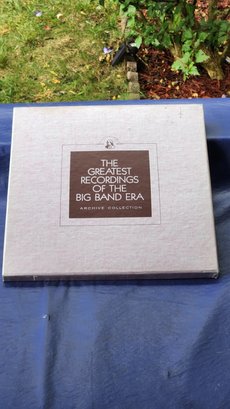 THE
GREATEST
RECORDINGS
OF THE
BIG BAND ERA
ARCHIVE COLLECTION